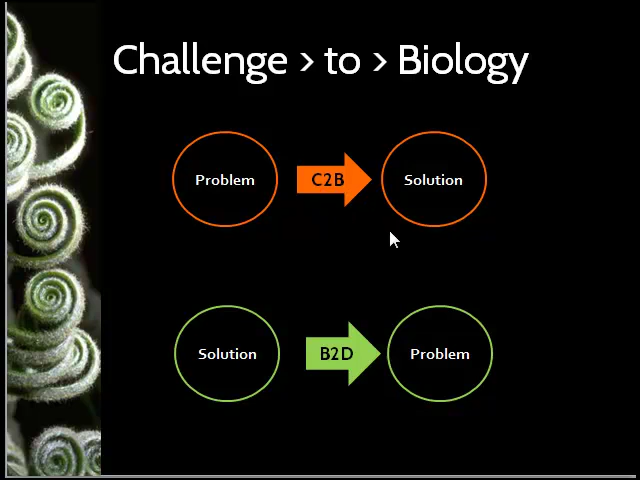 Challenge > to > Biology
Problem C2B Solution
Solution B2D Problem